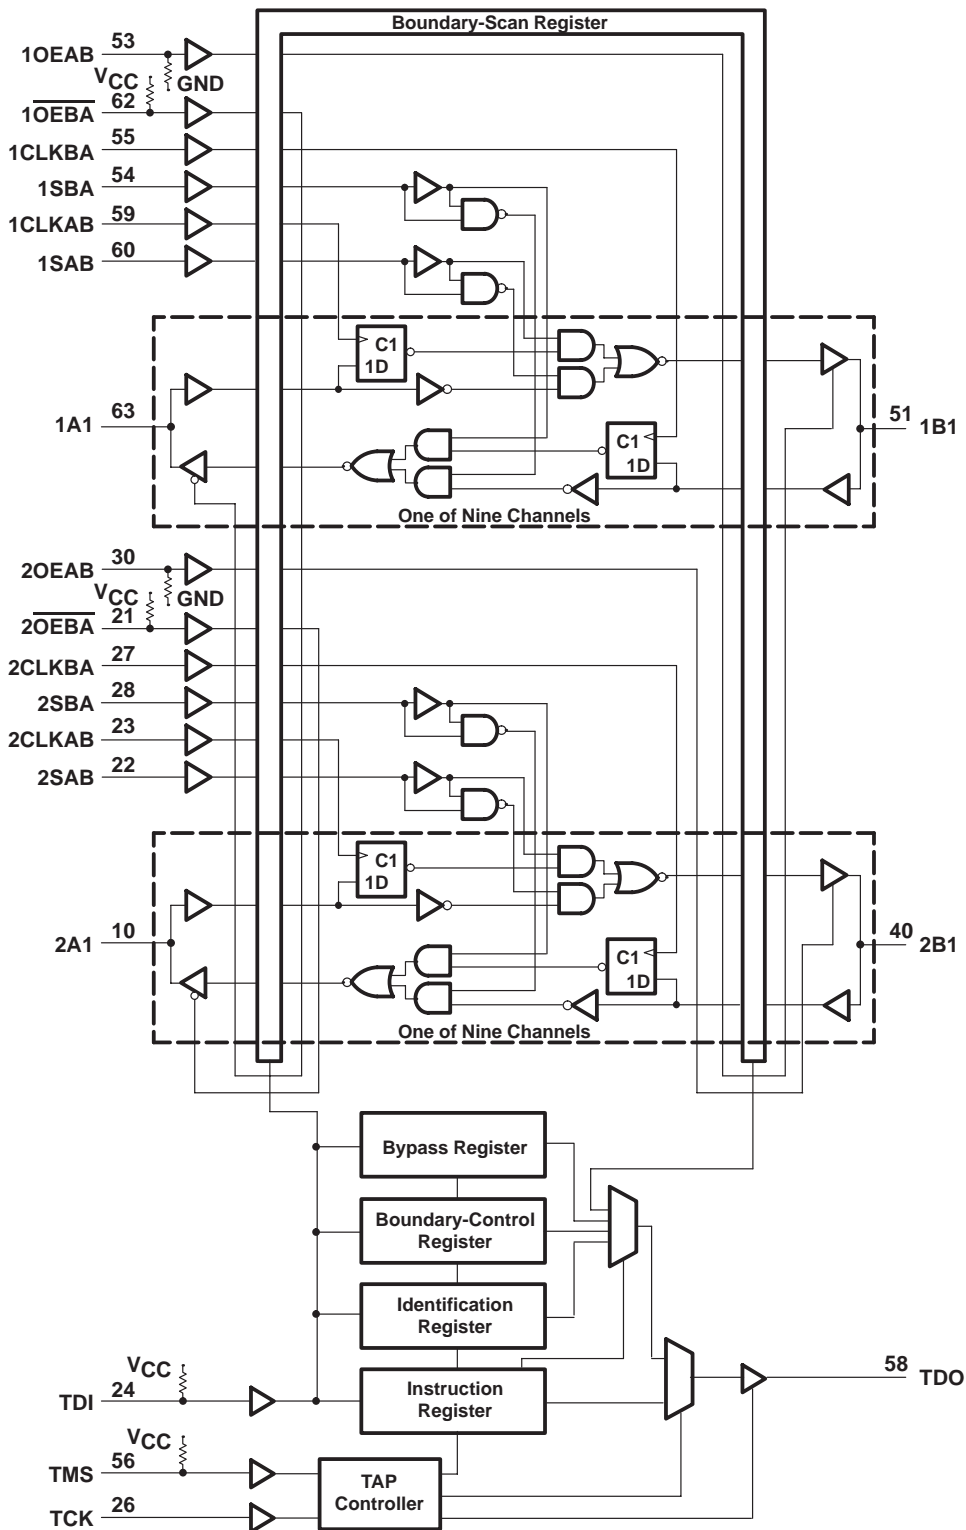 Boundary-Scan Register
1OEAB 53
VCC
GND
1OEBA 62
1CLKBA 55
1SBA 54
1CLKAB 59
1SAB 60
C1
1D
1A1 63
51 1B1
C1
1D
One of Nine Channels
2OEAB 30
VCC
GND
2OEBA 21
2CLKBA 27
2SBA 28
2CLKAB 23
2SAB 22
C1
1D
2A1 10
40 2B1
C1
1D
One of Nine Channels
Bypass Register
Boundary-Control
Register
Identification
Register
VCC
TDI 24
Instruction
Register
58 TDO
VCC
TMS 56
TAP
Controller
TCK 26